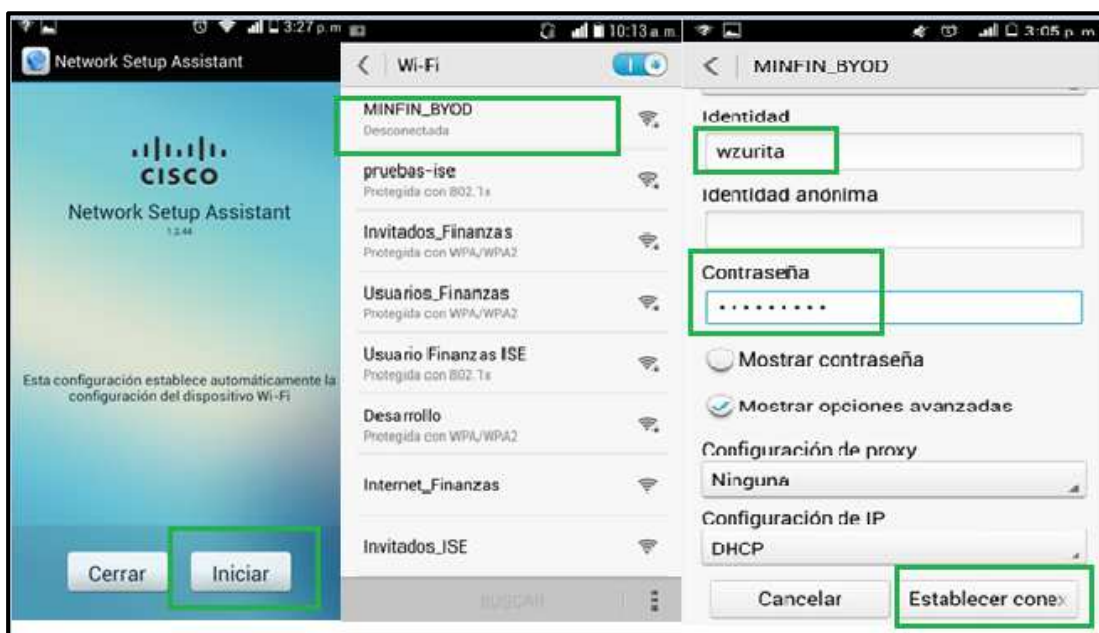 3:27 p.m
Network Setup Assistant
CISCO
Network Setup Assistant
1.2.44
Esta configuración establece automáticamente la
configuración del dispositivo Wi-Fi
Cerrar
Iniciar
10:13 a.m.
Wi-Fi
MINFIN_BYOD
Desconectada
pruebas-ise
Protegida con 802.1x
Invitados_Finanzas
Protegida con WPA/WPA2
Usuarios_Finanzas
Protegida con WPA/WPA2
Usuario Finanzas ISE
Protegida con 802.1x
Desarrollo
Protegida con WPA/WPA2
Internet_Finanzas
Invitados_ISE
BUSCAR
3:05 p m
MINFIN_BYOD
Identidad
wzurita
Identidad anónima
Contraseña
Mostrar contraseña
Mostrar opciones avanzadas
Configuración de proxy
Ninguna
Configuración de IP
DHCP
Cancelar
Establecer conex